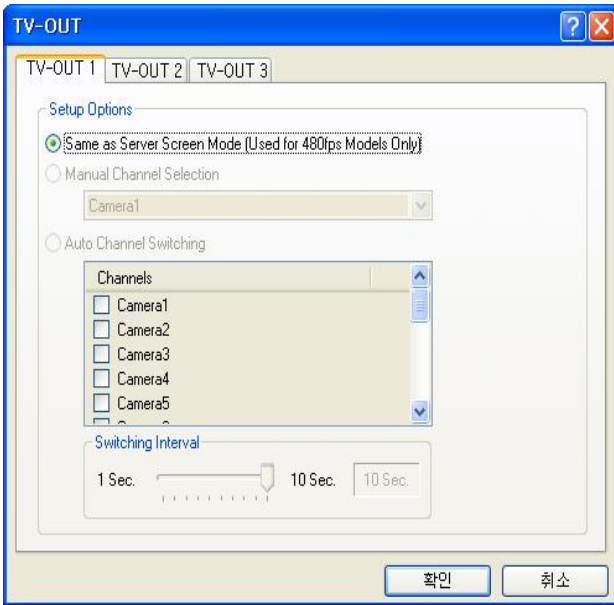 TV-OUT
TV-OUT 1 TV-OUT 2 TV-OUT 3
Setup Options
Same as Server Screen Mode (Used for 480fps Models Only)
Manual Channel Selection
Camera1
Auto Channel Switching
Channels
Camera1
Camera2
Camera3
Camera4
Camera5
Switching Interval
1 Sec. 10 Sec. 10 Sec.
확인 취소